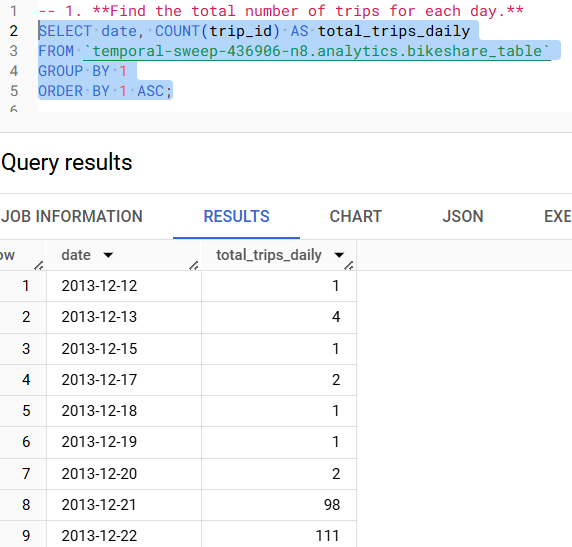 1 -- 1. **Find the total number of trips for each day.**
2 SELECT date, COUNT(trip_id) AS total_trips_daily
3 FROM `temporal-sweep-436906-n8.analytics.bikeshare_table`
4 GROUP BY 1
5 ORDER BY 1 ASC;
6
Query results
JOB INFORMATION RESULTS CHART JSON EXE
ow date total_trips_daily
1 2013-12-12 1
2 2013-12-13 4
3 2013-12-15 1
4 2013-12-17 2
5 2013-12-18 1
6 2013-12-19 1
7 2013-12-20 2
8 2013-12-21 98
9 2013-12-22 111